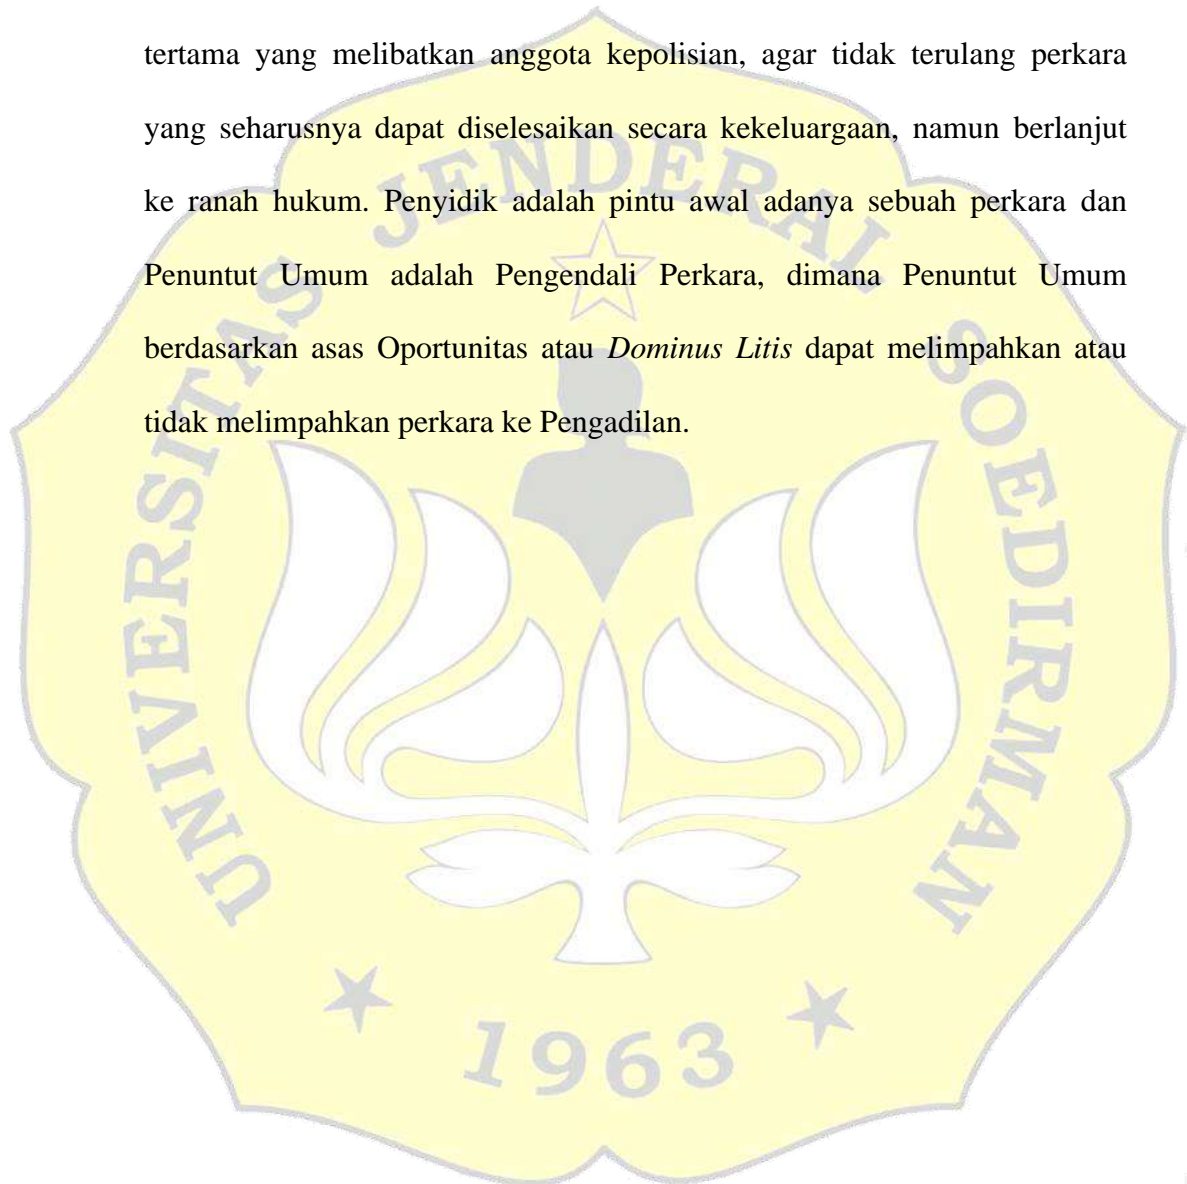 tertama yang melibatkan anggota kepolisian, agar tidak terulang perkara
yang seharusnya dapat diselesaikan secara kekeluargaan, namun berlanjut
ke ranah hukum. Penyidik adalah pintu awal adanya sebuah perkara dan
Penuntut Umum adalah Pengendali Perkara, dimana Penuntut Umum
berdasarkan asas Oportunitas atau Dominus Litis dapat melimpahkan atau
tidak melimpahkan perkara ke Pengadilan.
UNIVERSITAS JENDERAL SOEDIRMAN
1963